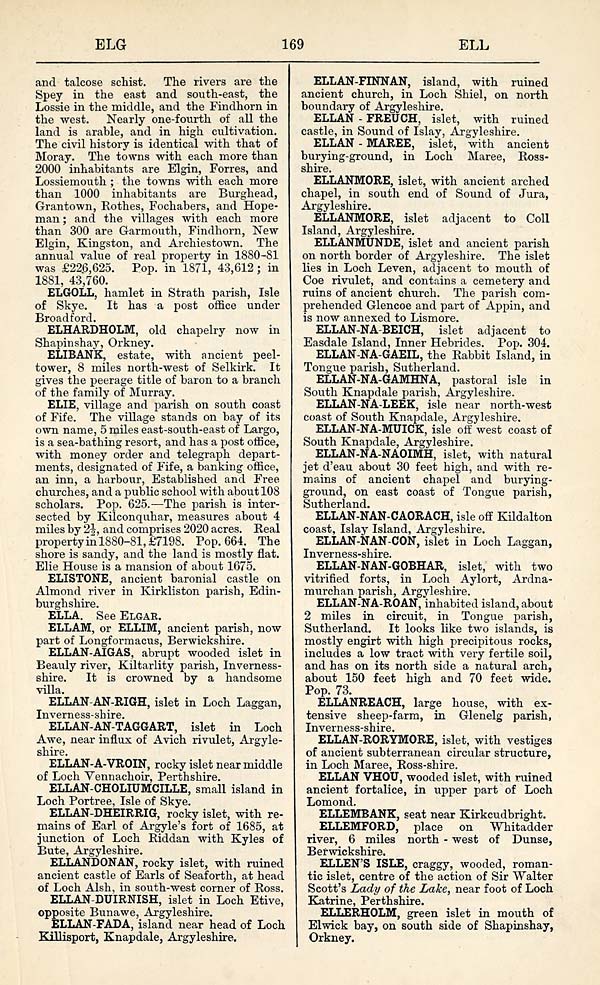 ELG 169 ELL
and talcose schist. The rivers are the
Spey in the east and south-east, the
Lossie in the middle, and the Findhorn in
the west. Nearly one-fourth of all the
land is arable, and in high cultivation.
The civil history is identical with that of
Moray. The towns with each more than
2000 inhabitants are Elgin, Forres, and
Lossiemouth; the towns with each more
than 1000 inhabitants are Burghead,
Grantown, Rothes, Fochabers, and Hope-
man; and the villages with each more
than 300 are Garmouth, Findhorn, New
Elgin, Kingston, and Archiestown. The
annual value of real property in 1880-81
was £226,625. Pop. in 1871, 43,612; in
1881, 43,760.
ELGOLL, hamlet in Strath parish, Isle
of Skye. It has a post office under
Broadford.
ELHARDHOLM, old chapelry now in
Shapinshay, Orkney.
ELIBANK, estate, with ancient peel-
tower, 8 miles north-west of Selkirk. It
gives the peerage title of baron to a branch
of the family of Murray.
ELIE, village and parish on south coast
of Fife. The village stands on bay of its
own name, 5 miles east-south-east of Largo,
is a sea-bathing resort, and has a post office,
with money order and telegraph depart-
ments, designated of Fife, a banking office,
an inn, a harbour, Established and Free
churches, and a public school with about 108
scholars. Pop. 625.—The parish is inter-
sected by Kilconquhar, measures about 4
miles by 2½, and comprises 2020 acres. Real
property in 1880-81, £7198. Pop. 664. The
shore is sandy, and the land is mostly flat.
Elie House is a mansion of about 1675.
ELISTONE, ancient baronial castle on
Almond river in Kirkliston parish, Edin-
burghshire.
ELLA. See ELGAR.
ELLAM, or ELLIM, ancient parish, now
part of Longformacus, Berwickshire.
ELLAN-AIGAS, abrupt wooded islet in
Beauly river, Kiltarlity parish, Inverness-
shire. It is crowned by a handsome
villa.
ELLAN-AN-RIGH, islet in Loch Laggan,
Inverness-shire.
ELLAN-AN-TAGGART, islet in Loch
Awe, near influx of Avich rivulet, Argyle-
shire.
ELLAN-A-VROIN, rocky islet near middle
of Loch Vennachoir, Perthshire.
ELLAN-CHOLIUMCILLE, small island in
Loch Portree, Isle of Skye.
ELLAN-DHEIRRIG, rocky islet, with re-
mains of Earl of Argyle's fort of 1685, at
junction of Loch Riddan with Kyles of
Bute, Argyleshire.
ELLANDONAN, rocky islet, with ruined
ancient castle of Earls of Seaforth, at head
of Loch Alsh, in south-west corner of Ross.
ELLAN-DUIRNISH, islet in Loch Etive,
opposite Bunawe, Argyleshire.
ELLAN-FADA, island near head of Loch
Killisport, Knapdale, Argyleshire.
ELLAN-FINNAN, island, with ruined
ancient church, in Loch Shiel, on north
boundary of Argyleshire.
ELLAN-FREUCH, islet, with ruined
castle, in Sound of Islay, Argyleshire.
ELLAN-MAREE, islet, with ancient
burying-ground, in Loch Maree, Ross-
shire.
ELLANMORE, islet, with ancient arched
chapel, in south end of Sound of Jura,
Argyleshire.
ELLANMORE, islet adjacent to Coll
Island, Argyleshire.
ELLANMUNDE, islet and ancient parish
on north border of Argyleshire. The islet
lies in Loch Leven, adjacent to mouth of
Coe rivulet, and contains a cemetery and
ruins of ancient church. The parish com-
prehended Glencoe and part of Appin, and
is now annexed to Lismore.
ELLAN-NA-BEICH, islet adjacent to
Easdale Island, Inner Hebrides. Pop. 304.
ELLAN-NA-GAEIL, the Rabbit Island, in
Tongue parish, Sutherland.
ELLAN-NA-GAMHNA, pastoral isle in
South Knapdale parish, Argyleshire.
ELLAN-NA-LEEK, isle near north-west
coast of South Knapdale, Argyleshire.
ELLAN-NA-MUICK, isle off west coast of
South Knapdale, Argyleshire.
ELLAN-NA-NAOIMH, islet, with natural
jet d'eau about 30 feet high, and with re-
mains of ancient chapel and burying-
ground, on east coast of Tongue parish,
Sutherland.
ELLAN-NAN-CAORACH, isle off Kildalton
coast, Islay Island, Argyleshire.
ELLAN-NAN-CON, islet in Loch Laggan,
Inverness-shire.
ELLAN-NAN-GOBHAR, islet, with two
vitrified forts, in Loch Aylort, Ardna-
murchan parish, Argyleshire.
ELLAN-NA-ROAN, inhabited island, about
2 miles in circuit, in Tongue parish,
Sutherland. It looks like two islands, is
mostly engirt with high precipitous rocks,
includes a low tract with very fertile soil,
and has on its north side a natural arch,
about 150 feet high and 70 feet wide.
Pop. 73.
ELLANREACH, large house, with ex-
tensive sheep-farm, in Glenelg parish,
Inverness-shire.
ELLAN-RORYMORE, islet, with vestiges
of ancient subterranean circular structure,
in Loch Maree, Ross-shire.
ELLAN VHOU, wooded islet, with ruined
ancient fortalice, in upper part of Loch
Lomond.
ELLEMBANK, seat near Kirkcudbright.
ELLEMFORD, place on Whitadder
river, 6 miles north-west of Dunse,
Berwickshire.
ELLEN'S ISLE, craggy, wooded, roman-
tic islet, centre of the action of Sir Walter
Scott's Lady of the Lake, near foot of Loch
Katrine, Perthshire.
ELLERHOLM, green islet in mouth of
Elwick bay, on south side of Shapinshay,
Orkney.